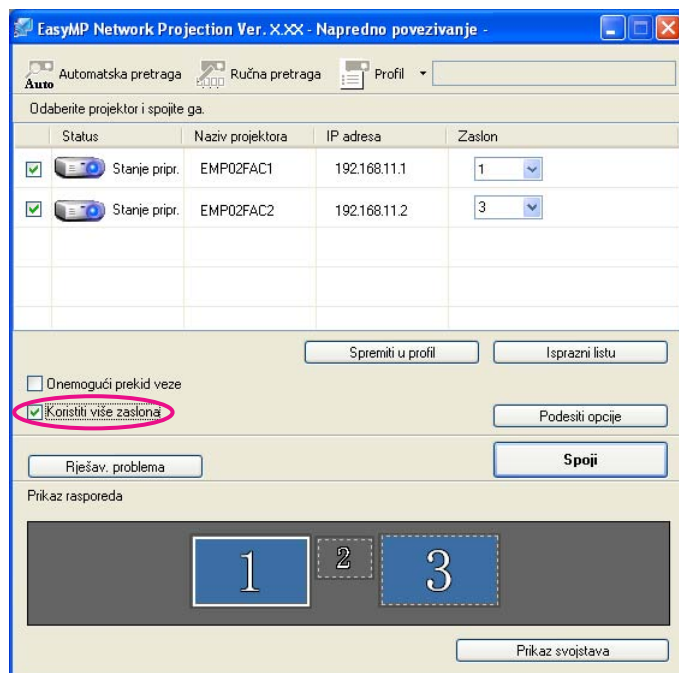 EasyMP Network Projection Ver. X.XX - Napredno povezivanje -
Auto Automatska pretraga Ručna pretraga Profil
Odaberite projektor i spojite ga.
Status Naziv projektora IP adresa Zaslon
Stanje pripr. EMP02FAC1 192.168.11.1 1
Stanje pripr. EMP02FAC2 192.168.11.2 3
Spremiti u profil Isprazni listu
Onemogući prekid veze
Koristiti više zaslona
Podesiti opcije
Rješav. problema Spoji
Prikaz rasporeda
1 2 3
Prikaz svojstava